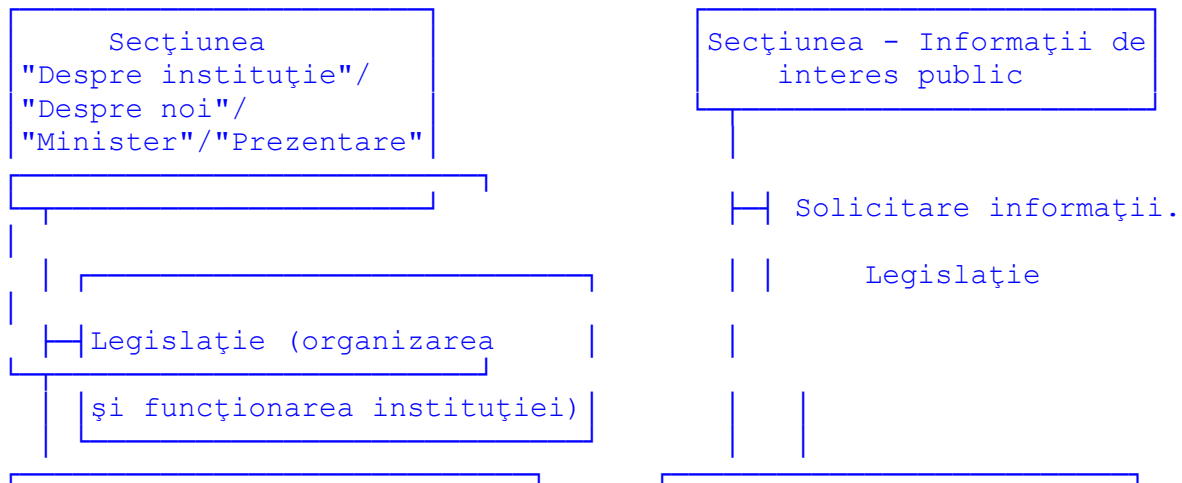 Secţiunea
"Despre instituţie"/
"Despre noi"/
"Minister"/"Prezentare"
Secţiunea - Informaţii de
interes public
Solicitare informaţii.
Legislaţie
Legislaţie (organizarea
şi funcţionarea instituţiei)